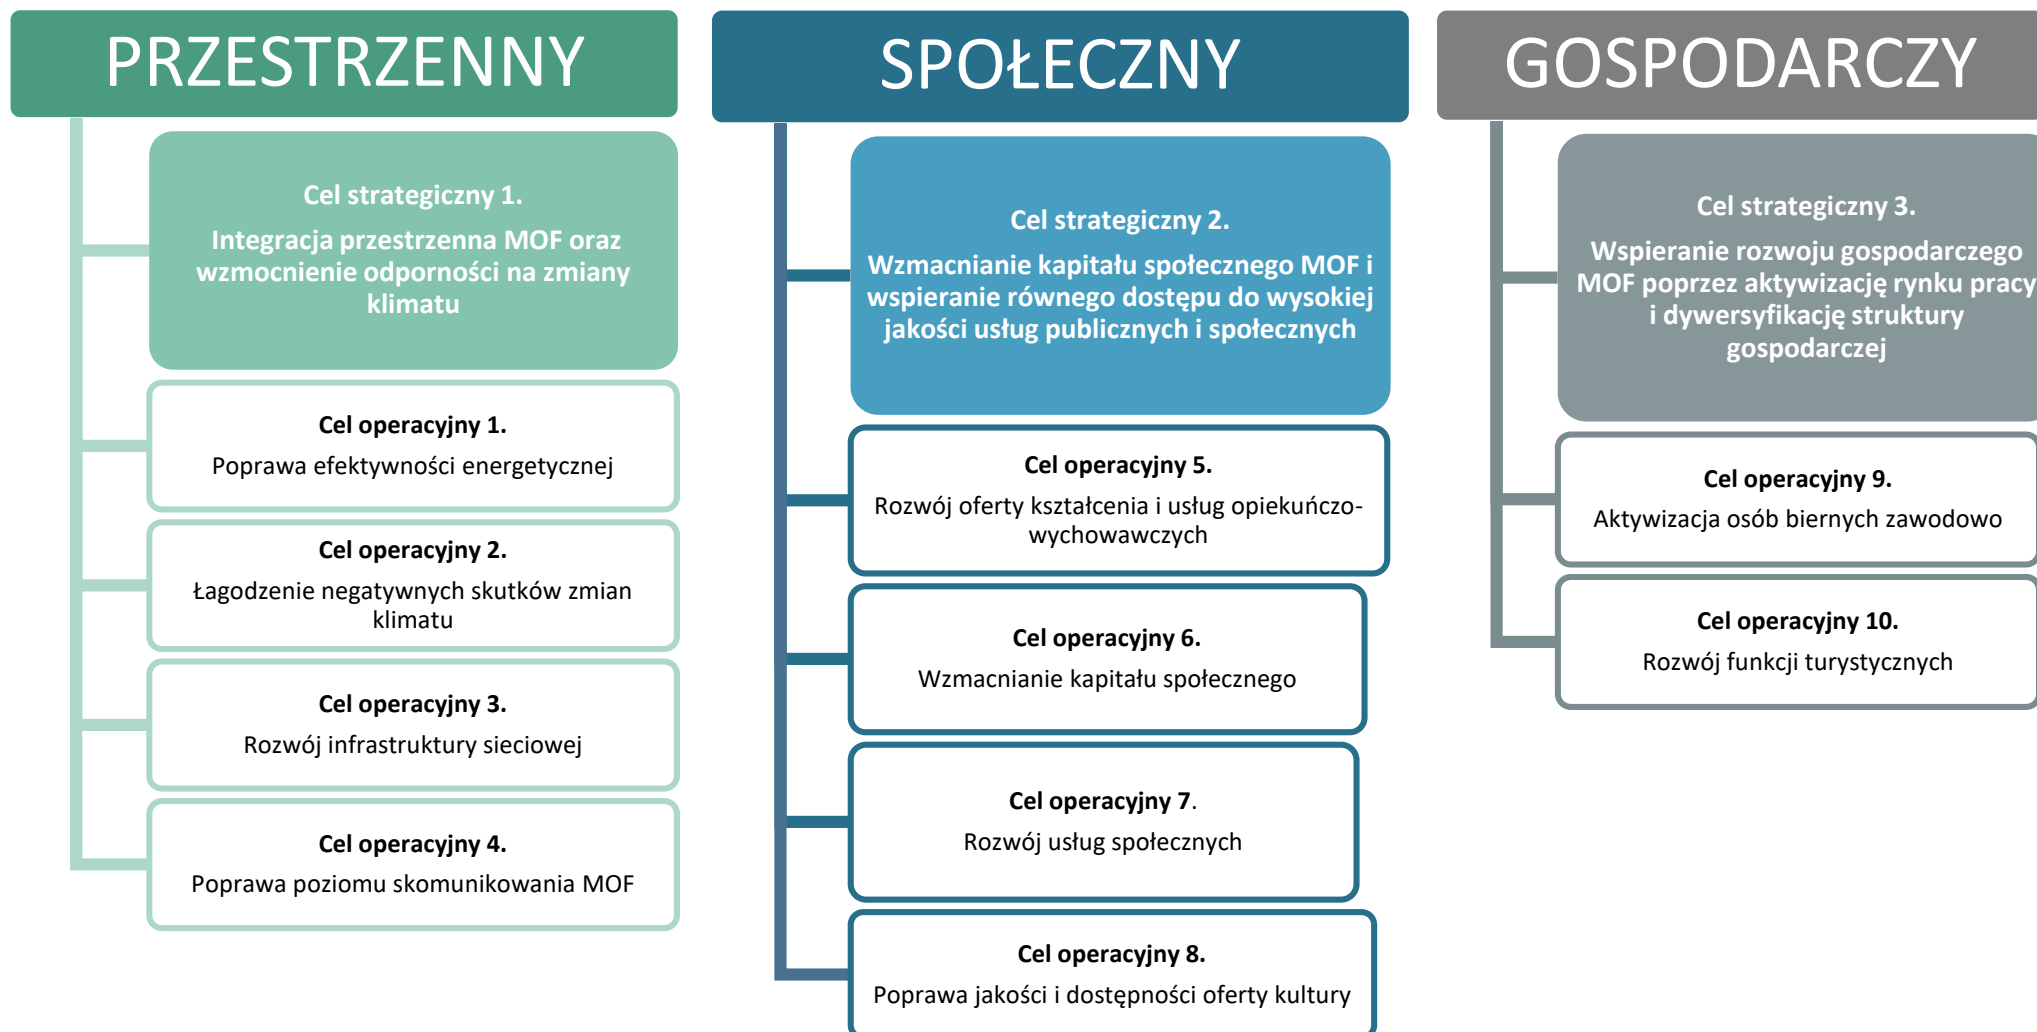 PRZESTRZENNY
Cel strategiczny 1.
Integracja przestrzenna MOF oraz
wzmocnienie odporności na zmiany
klimatu
Cel operacyjny 1.
Poprawa efektywności energetycznej
Cel operacyjny 2.
Łagodzenie negatywnych skutków zmian
klimatu
Cel operacyjny 3.
Rozwój infrastruktury sieciowej
Cel operacyjny 4.
Poprawa poziomu skomunikowania MOF
SPOŁECZNY
Cel strategiczny 2.
Wzmacnianie kapitału społecznego MOF i
wspieranie równego dostępu do wysokiej
jakości usług publicznych i społecznych
Cel operacyjny 5.
Rozwój oferty kształcenia i usług opiekuńczo-
wychowawczych
Cel operacyjny 6.
Wzmacnianie kapitału społecznego
Cel operacyjny 7.
Rozwój usług społecznych
Cel operacyjny 8.
Poprawa jakości i dostępności oferty kultury
GOSPODARCZY
Cel strategiczny 3.
Wspieranie rozwoju gospodarczego
MOF poprzez aktywizację rynku pracy
i dywersyfikację struktury
gospodarczej
Cel operacyjny 9.
Aktywizacja osób biernych zawodowo
Cel operacyjny 10.
Rozwój funkcji turystycznych